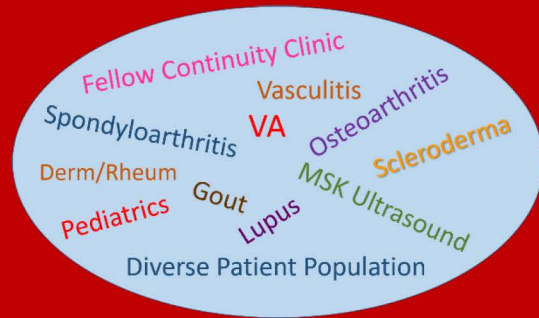 Fellow Continuity Clinic
Vasculitis
Spondyloarthritis
VA
Osteoarthritis
Scleroderma
Derm/Rheum
Gout
MSK Ultrasound
Pediatrics
Lupus
Diverse Patient Population